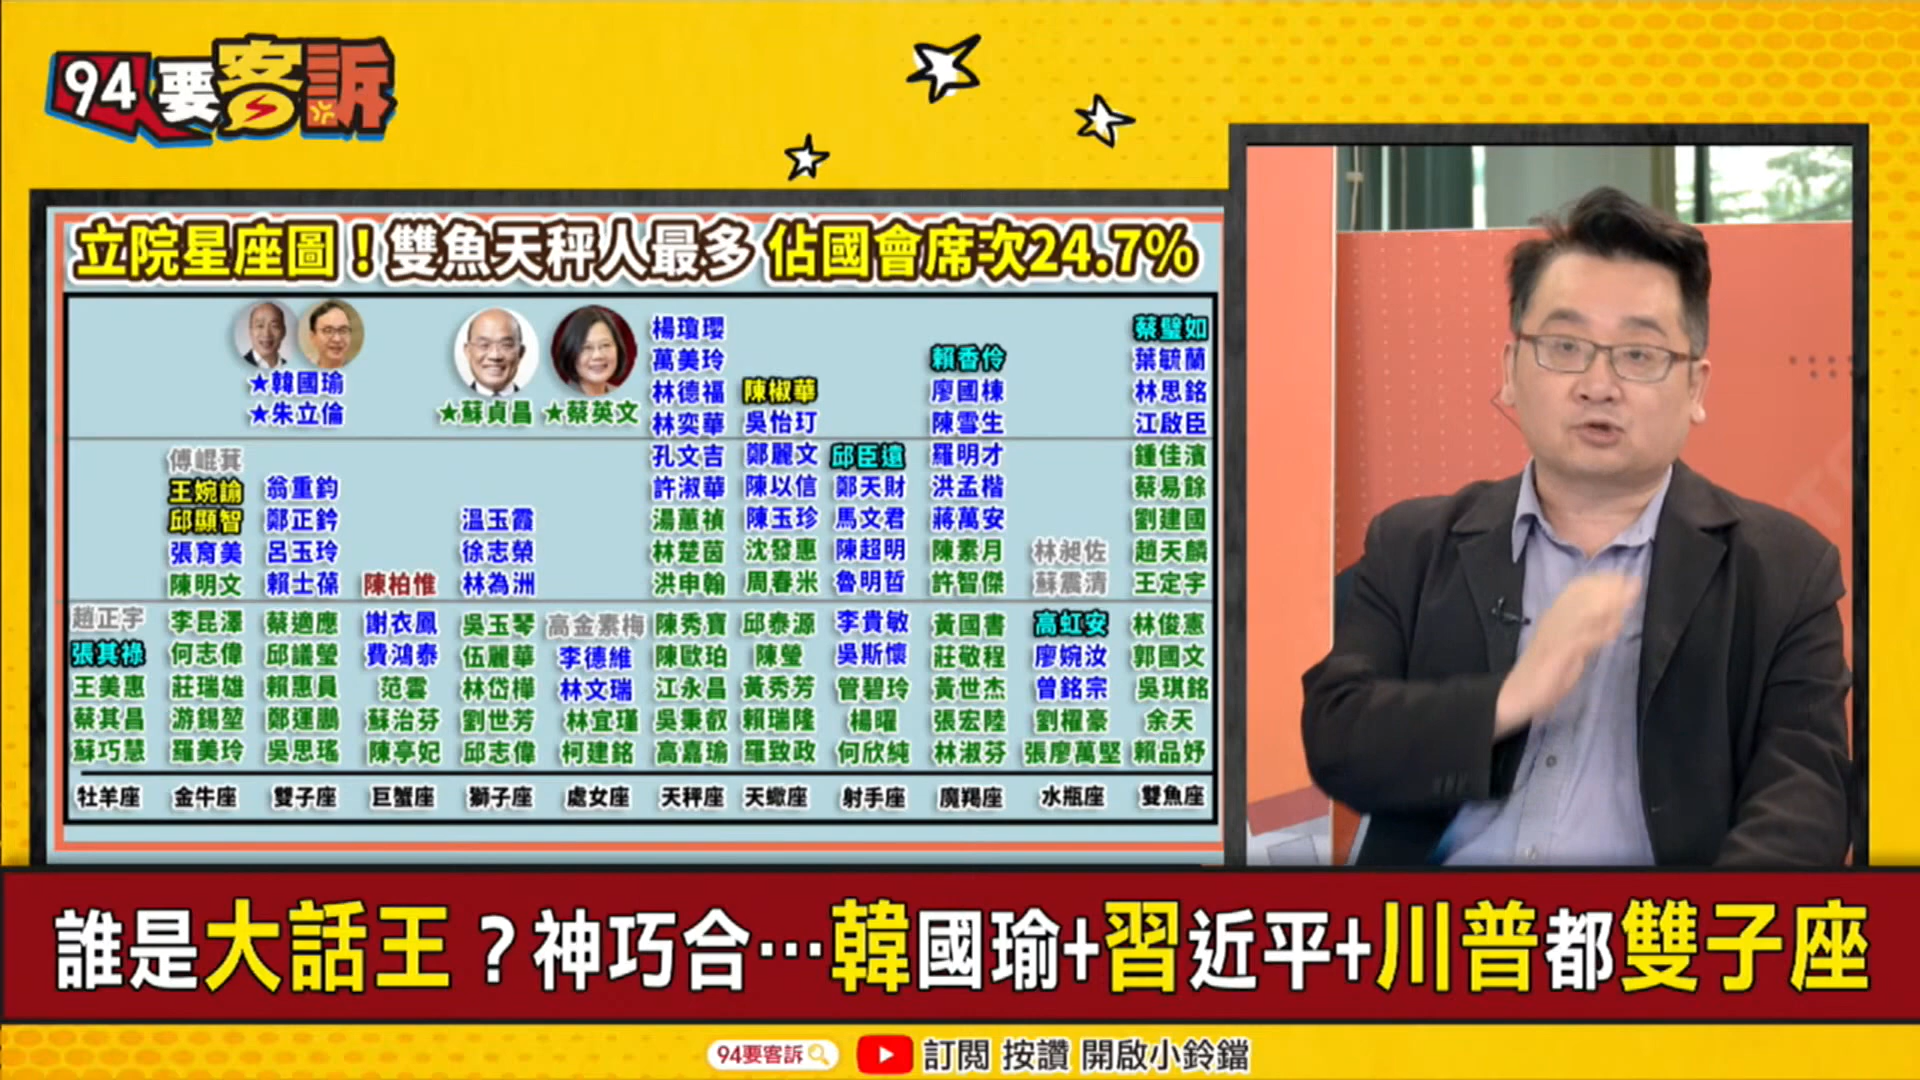 94要客訴
立院星座圖！雙魚天秤人最多 佔國會席次24.7%
楊瓊瓔 蔡璧如
萬美玲 賴香伶 葉毓蘭
★韓國瑜 林德福 陳椒華 廖國棟 林思銘
★朱立倫 ★蘇貞昌 ★蔡英文 林奕華 吳怡玎 陳雪生 江啟臣
傅崐萁 孔文吉 鄭麗文 邱臣遠 羅明才 鍾佳濱
王婉諭 翁重鈞 許淑華 陳以信 鄭天財 洪孟楷 蔡易餘
邱顯智 鄭正鈐 溫玉霞 湯蕙禎 陳玉珍 馬文君 蔣萬安 劉建國
張育美 呂玉玲 徐志榮 林楚茵 沈發惠 陳超明 陳素月 林昶佐 趙天麟
陳明文 賴士葆 陳柏惟 林為洲 洪申翰 周春米 魯明哲 許智傑 蘇震清 王定宇
趙正宇 李昆澤 蔡適應 謝衣鳳 吳玉琴 高金素梅 陳秀寶 邱泰源 李貴敏 黃國書 高虹安 林俊憲
張其祿 何志偉 邱議瑩 費鴻泰 伍麗華 李德維 陳歐珀 陳瑩 吳斯懷 莊敬程 廖婉汝 郭國文
王美惠 莊瑞雄 賴惠員 范雲 林岱樺 林文瑞 江永昌 黃秀芳 管碧玲 黃世杰 曾銘宗 吳琪銘
蔡其昌 游錫堃 鄭運鵬 蘇治芬 劉世芳 林宜瑾 吳秉叡 賴瑞隆 楊曜 張宏陸 劉櫂豪 余天
蘇巧慧 羅美玲 吳思瑤 陳亭妃 邱志偉 柯建銘 高嘉瑜 羅致政 何欣純 林淑芬 張廖萬堅 賴品妤
牡羊座 金牛座 雙子座 巨蟹座 獅子座 處女座 天秤座 天蠍座 射手座 魔羯座 水瓶座 雙魚座
誰是大話王？神巧合…韓國瑜+習近平+川普都雙子座
94要客訴 訂閱 按讚 開啟小鈴鐺